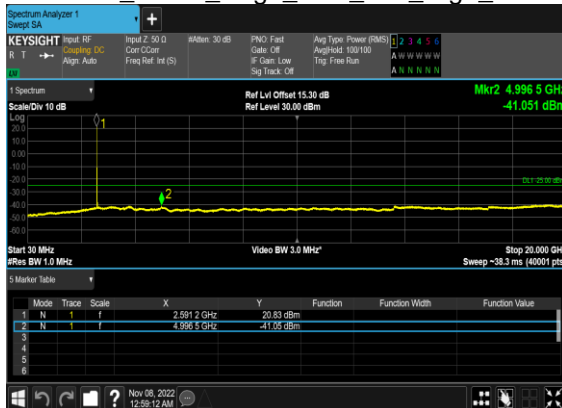 Spectrum Analyzer 1
Swept SA
+
KEYSIGHT
R T
LXI
Input: RF
Coupling: DC
Align: Auto
Input Z: 50 Ω
Corr CCorr
Freq Ref: Int (S)
#Atten: 30 dB
PNO: Fast
Gate: Off
IF Gain: Low
Sig Track: Off
Avg Type: Power (RMS)
Avg|Hold: 100/100
Trig: Free Run
1 2 3 4 5 6
A W W W W W
A N N N N N
1 Spectrum
Scale/Div 10 dB
Ref Lvl Offset 15.30 dB
Ref Level 30.00 dBm
Mkr2 4.996 5 GHz
-41.051 dBm
Log
20.0
10.0
0.00
-10.0
-20.0
-30.0
-40.0
-50.0
-60.0
1
2
DL1 -25.00 dBm
Start 30 MHz
#Res BW 1.0 MHz
Video BW 3.0 MHz*
Stop 20.000 GH
Sweep ~38.3 ms (40001 pts
5 Marker Table
Mode Trace Scale X Y Function Function Width Function Value
1 N 1 f 2.591 2 GHz 20.83 dBm
2 N 1 f 4.996 5 GHz -41.05 dBm
3
4
5
6
?
Nov 08, 2022
12:59:12 AM